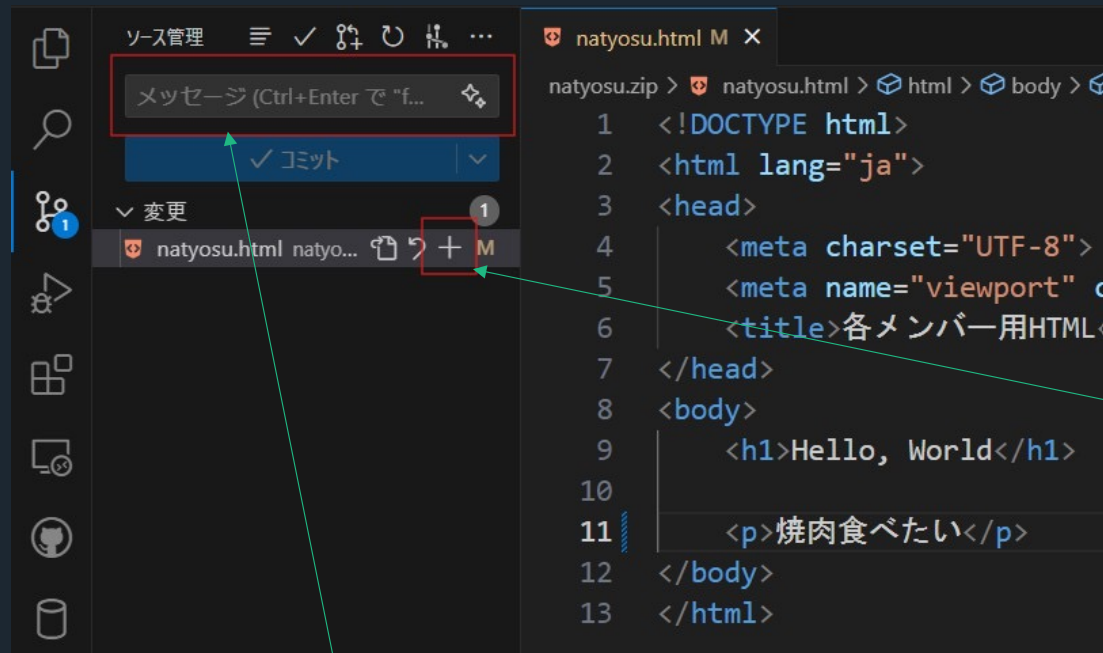 ソース管理
メッセージ (Ctrl+Enter で "f...
コミット
1
変更 1
natyosu.html natyo... M
natyosu.html M
natyosu.zip > natyosu.html > html > body >
1 <!DOCTYPE html>
2 <html lang="ja">
3 <head>
4 <meta charset="UTF-8">
5 <meta name="viewport" c
6 <title>各メンバー用HTML<
7 </head>
8 <body>
9 <h1>Hello, World</h1>
10
11 <p>焼肉食べたい</p>
12 </body>
13 </html>